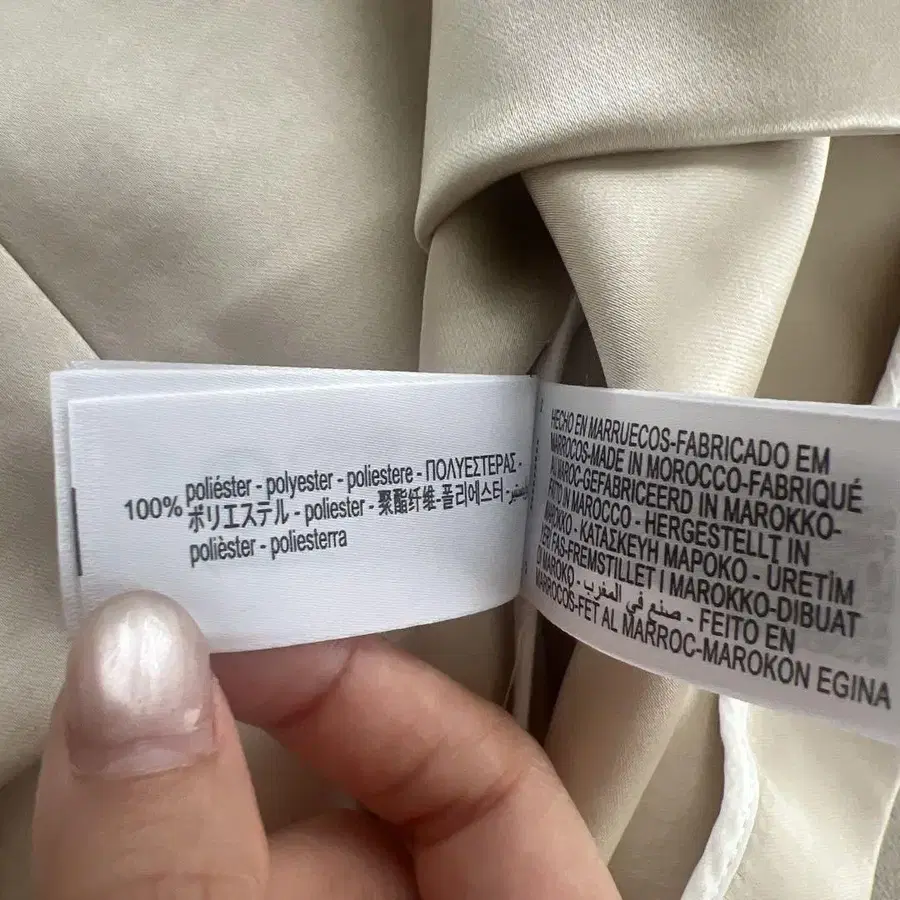 100% poliéster - polyester - poliestere - ΠΟΛΥΕΣΤΕΡΑΣ -
ポリエステル - poliester - 聚酯纤维-폴리에스터 -
polièster - poliesterra
HECHO EN MARRUECOS-FABRICADO EM
MARROCOS-MADE IN MOROCCO-FABRIQUÉ
AU MAROC-GEFABRICEERD IN MAROKKO-
FEITO IN MAROCCO - HERGESTELLT IN
MAROKKO - ΚΑΤΑΣΚΕΥΗ ΜΑΡΟΚΟ - ÜRETİM
YERİ FAS-FREMSTILLET I MAROKKO-DIBUAT
DI MAROKO - صنع في المغرب - FEITO EN
MARROCOS-FET AL MARROC-MAROKON EGINA